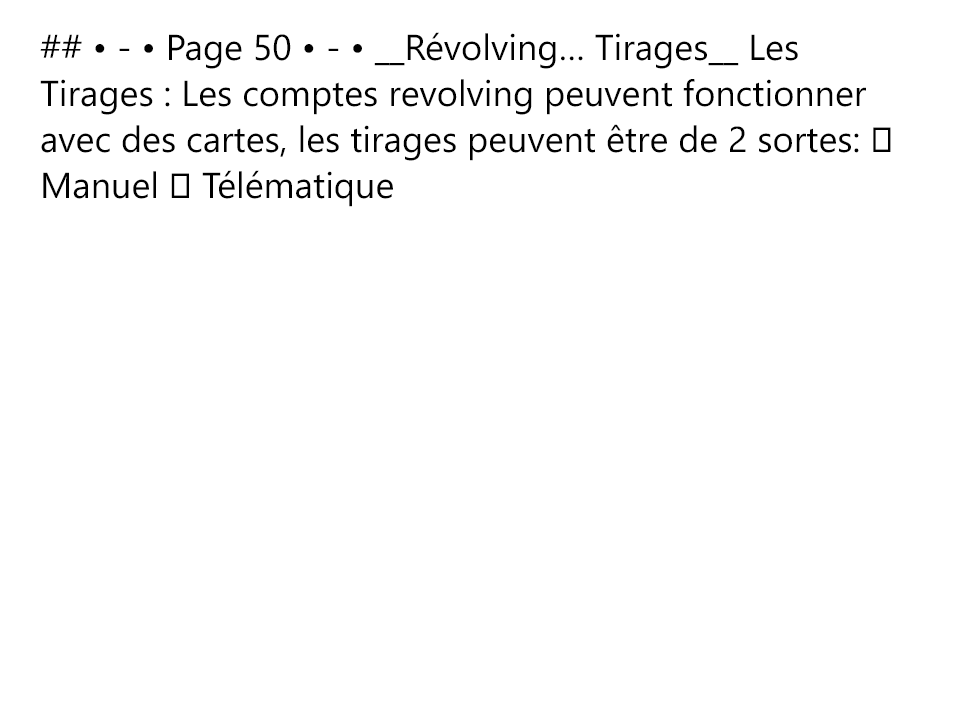 ## • - • Page 50 • - • __Révolving… Tirages__ Les
Tirages : Les comptes revolving peuvent fonctionner
avec des cartes, les tirages peuvent être de 2 sortes: 
Manuel  Télématique